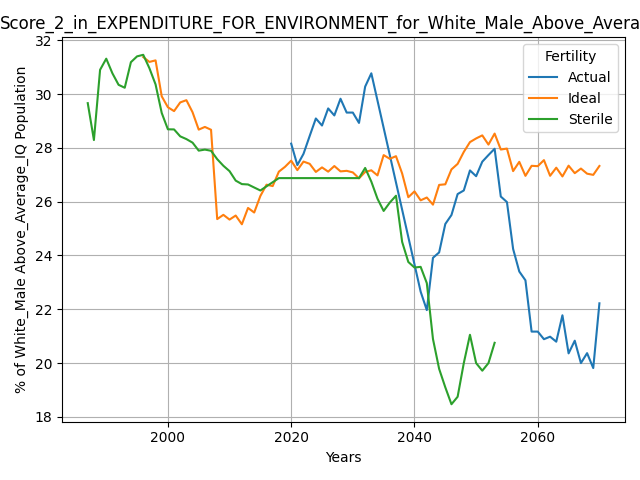 Score_2_in_EXPENDITURE_FOR_ENVIRONMENT_for_White_Male_Above_Avera
% of White_Male Above_Average_IQ Population
32
30
28
26
24
22
20
18
2000
2020
2040
2060
Years
Fertility
Actual
Ideal
Sterile